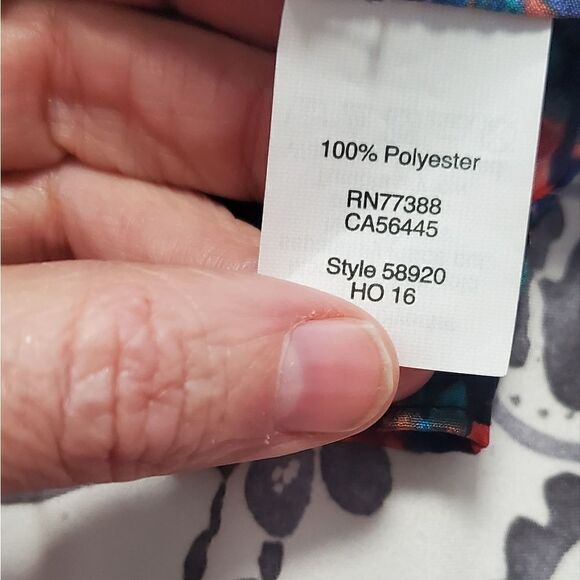 100% Polyester
RN77388
CA56445
Style 58920
HO 16